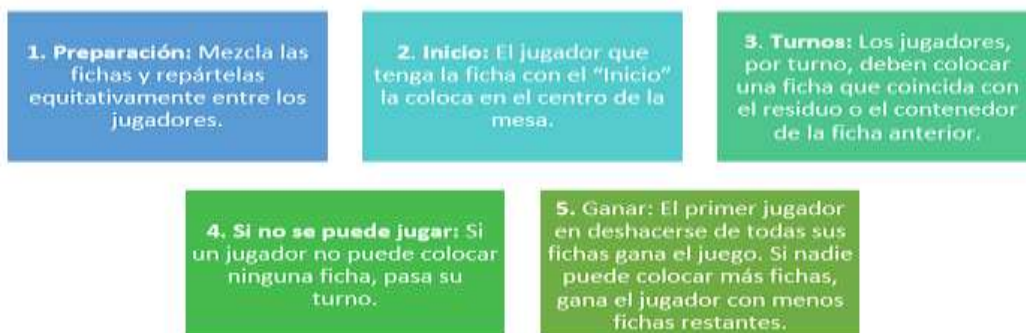 1. Preparación: Mezcla las
fichas y repártelas
equitativamente entre los
jugadores.
2. Inicio: El jugador que
tenga la ficha con el “Inicio”
la coloca en el centro de la
mesa.
3. Turnos: Los jugadores,
por turno, deben colocar
una ficha que coincida con
el residuo o el contenedor
de la ficha anterior.
4. Si no se puede jugar: Si
un jugador no puede colocar
ninguna ficha, pasa su
turno.
5. Ganar: El primer jugador
en deshacerse de todas sus
fichas gana el juego. Si nadie
puede colocar más fichas,
gana el jugador con menos
fichas restantes.